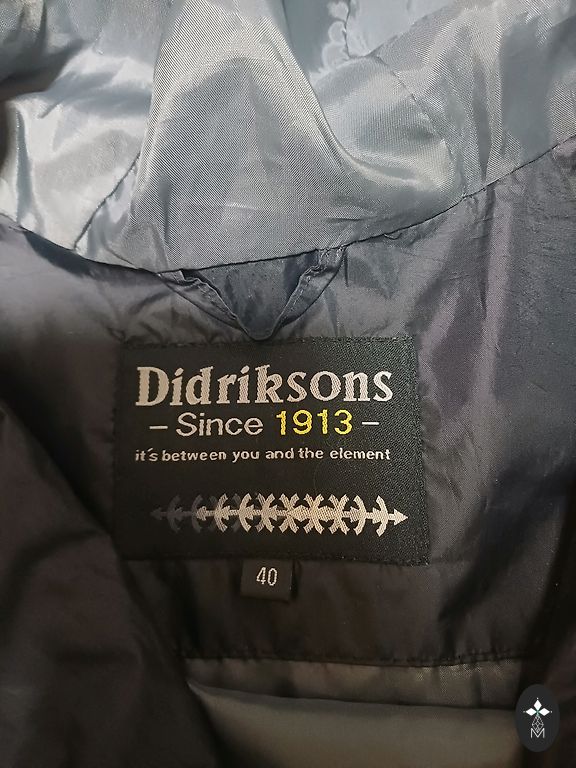 Didriksons
– Since 1913 –
it's between you and the element
40
M